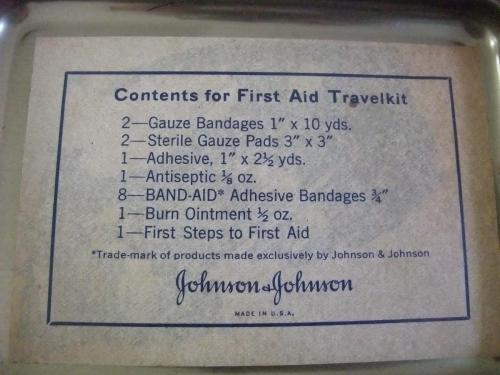 Contents for First Aid Travelkit
2—Gauze Bandages 1" x 10 yds.
2—Sterile Gauze Pads 3" x 3"
1—Adhesive, 1" x 2½ yds.
1—Antiseptic ⅛ oz.
8—BAND-AID* Adhesive Bandages ¾"
1—Burn Ointment ½ oz.
1—First Steps to First Aid
*Trade-mark of products made exclusively by Johnson & Johnson
Johnson & Johnson
MADE IN U.S.A.